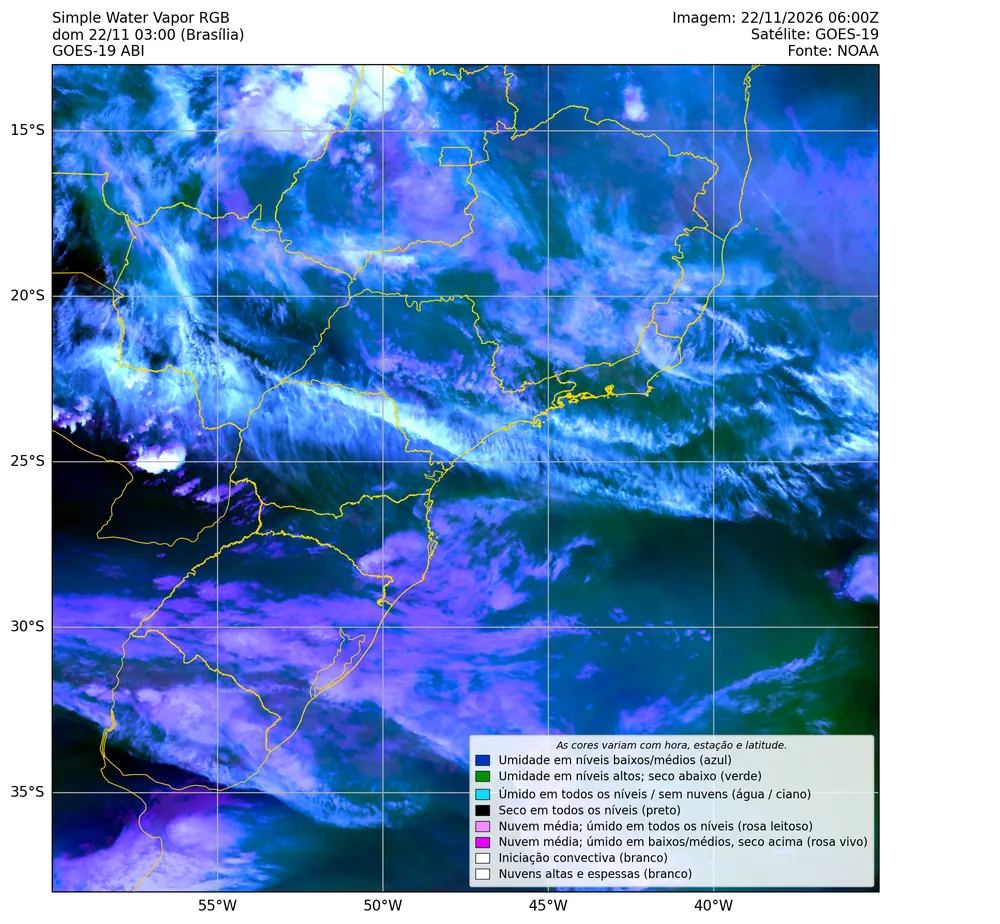 Simple Water Vapor RGB
dom 22/11 03:00 (Brasília)
GOES-19 ABI
Imagem: 22/11/2026 06:00Z
Satélite: GOES-19
Fonte: NOAA
15°S
20°S
25°S
30°S
35°S
As cores variam com hora, estação e latitude.
Umidade em níveis baixos/médios (azul)
Umidade em níveis altos; seco abaixo (verde)
Úmido em todos os níveis / sem nuvens (água / ciano)
Seco em todos os níveis (preto)
Nuvem média; úmido em todos os níveis (rosa leitoso)
Nuvem média; úmido em baixos/médios, seco acima (rosa vivo)
Iniciação convectiva (branco)
Nuvens altas e espessas (branco)
55°W 50°W 45°W 40°W